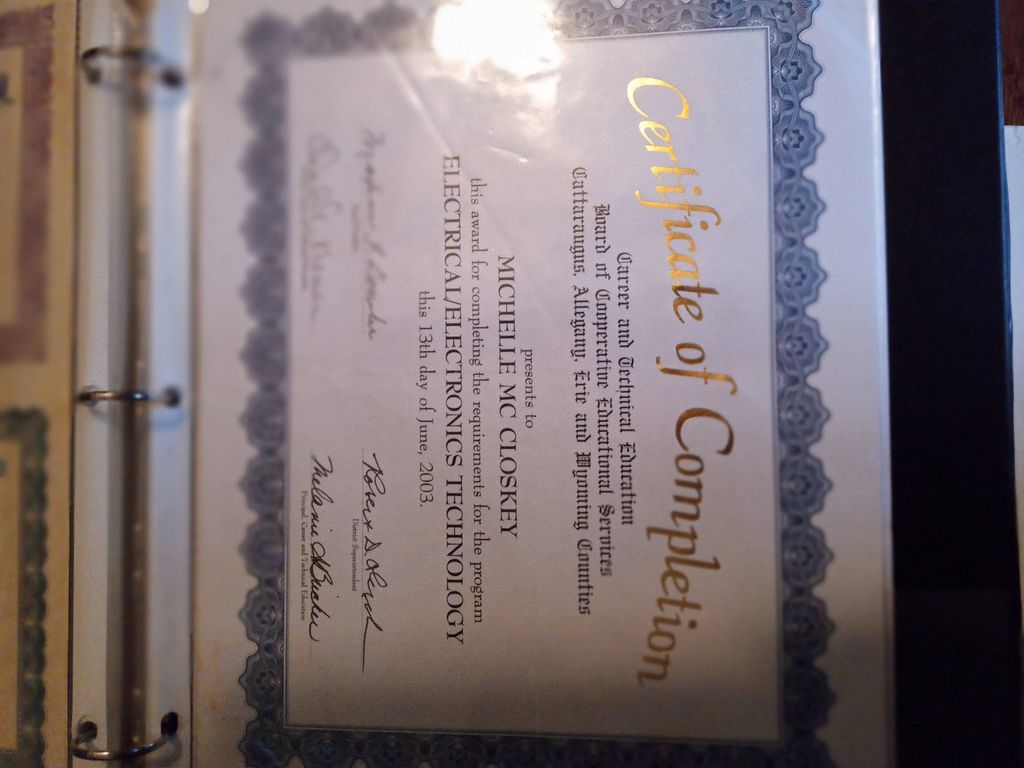 Certificate of Completion
Career and Technical Education
Board of Cooperative Educational Services
Cattaraugus, Allegany, Erie and Wyoming Counties
presents to
MICHELLE MC CLOSKEY
this award for completing the requirements for the program
ELECTRICAL/ELECTRONICS TECHNOLOGY
this 13th day of June, 2003.
District Superintendent
Melanie
Principal, Career and Technical Education